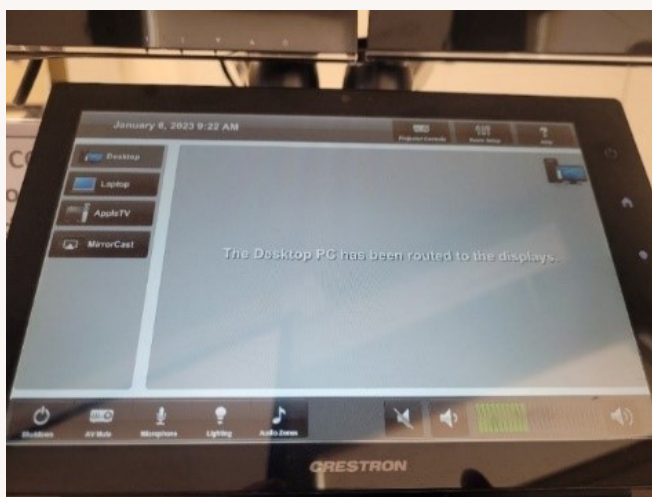 January 6, 2023 9:22 AM
Projector Controls
Room Setup
Help
Desktop
Laptop
AppleTV
MirrorCast
The Desktop PC has been routed to the displays.
Shutdown
AV Mute
Microphone
Lighting
Audio Zones
CRESTRON